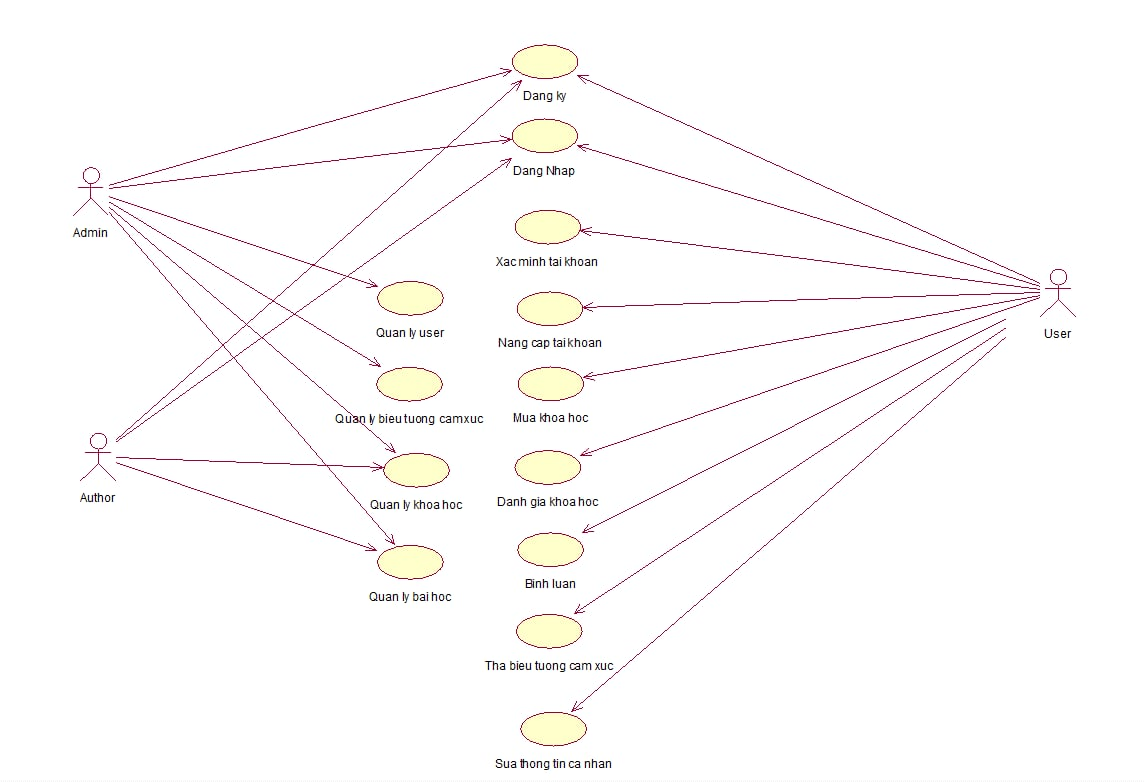 Dang ky
Dang Nhap
Admin
Xac minh tai khoan
Quan ly user
User
Nang cap tai khoan
Quan ly bieu tuong cam xuc
Mua khoa hoc
Author
Quan ly khoa hoc
Danh gia khoa hoc
Binh luan
Quan ly bai hoc
Tha bieu tuong cam xuc
Sua thong tin ca nhan